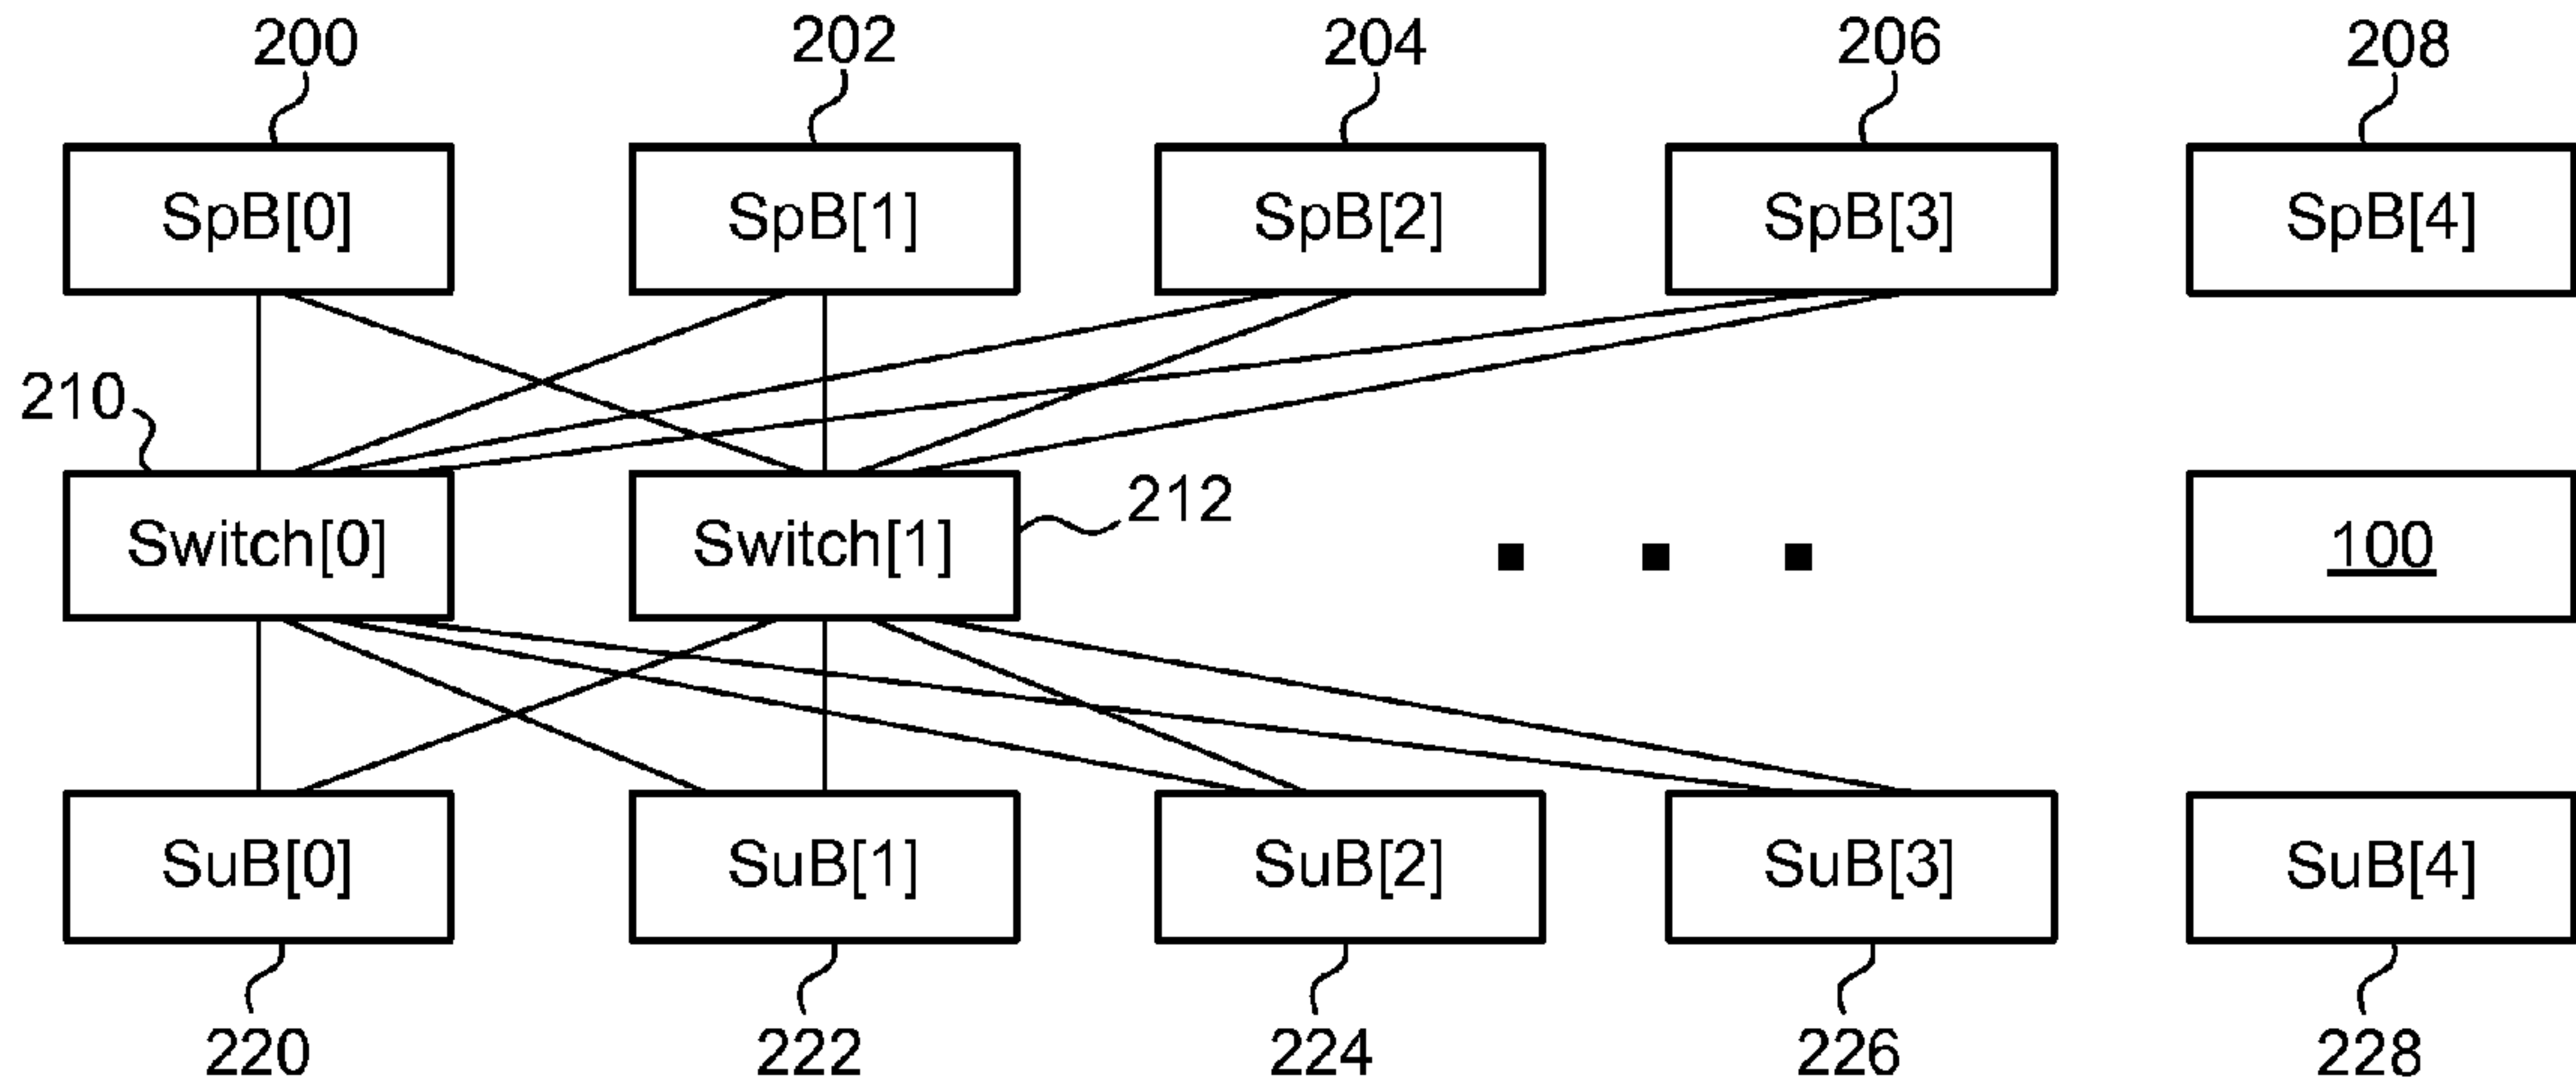 200 202 204 206 208
SpB[0] SpB[1] SpB[2] SpB[3] SpB[4]
210
212
Switch[0] Switch[1] 100
SuB[0] SuB[1] SuB[2] SuB[3] SuB[4]
220 222 224 226 228